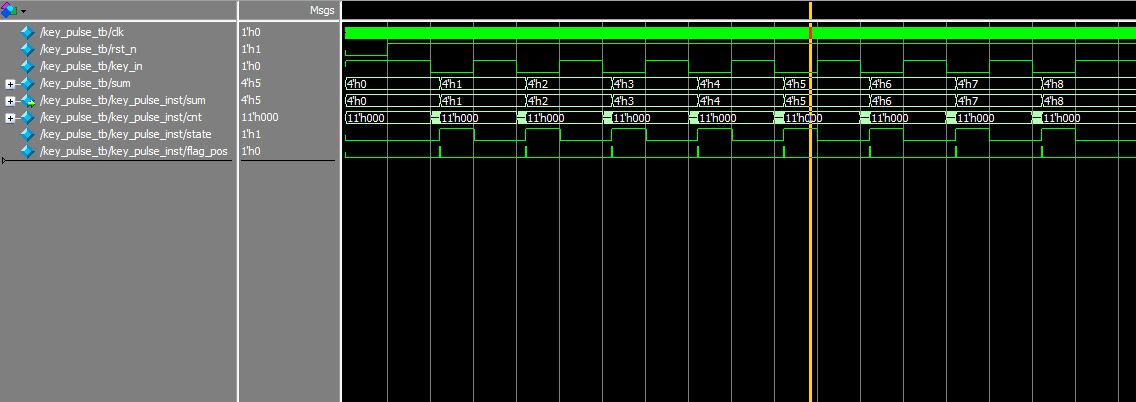 Msgs
/key_pulse_tb/clk 1'h0
/key_pulse_tb/rst_n 1'h1
/key_pulse_tb/key_in 1'h0
/key_pulse_tb/sum 4'h5 4'h0 4'h1 4'h2 4'h3 4'h4 4'h5 4'h6 4'h7 4'h8
/key_pulse_tb/key_pulse_inst/sum 4'h5 4'h0 4'h1 4'h2 4'h3 4'h4 4'h5 4'h6 4'h7 4'h8
/key_pulse_tb/key_pulse_inst/cnt 11'h000 11'h000 11'h000 11'h000 11'h000 11'h000 11'h000 11'h000 11'h000 11'h000
/key_pulse_tb/key_pulse_inst/state 1'h1
/key_pulse_tb/key_pulse_inst/flag_pos 1'h0